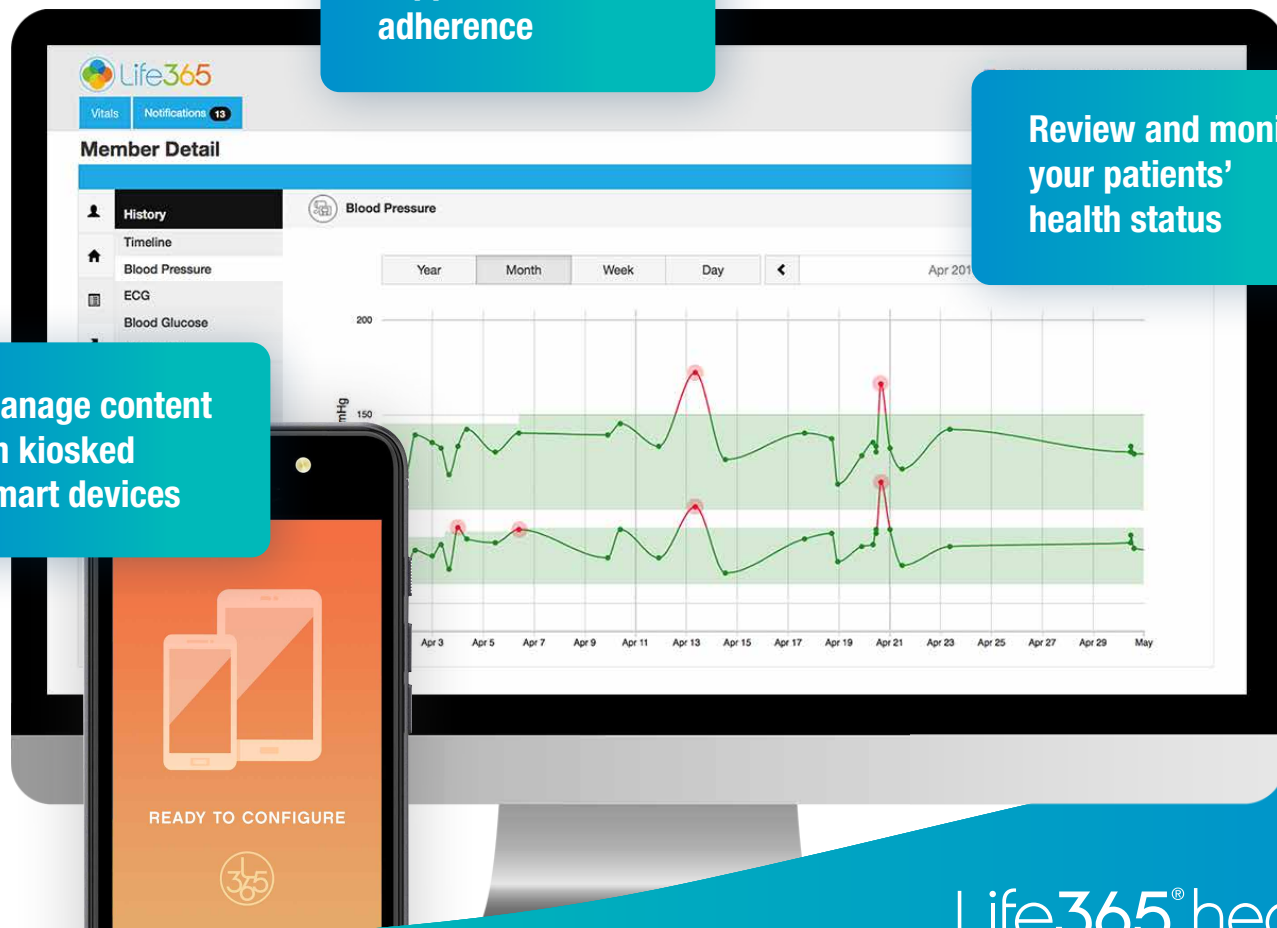 adherence
Life365
Vitals
Notifications 13
Member Detail
Review and moni
your patients'
health status
History
Blood Pressure
Timeline
Blood Pressure
ECG
Blood Glucose
Year
Month
Week
Day
Apr 201
200
150
mHg
anage content
n kiosked
mart devices
Apr 3
Apr 5
Apr 7
Apr 9
Apr 11
Apr 13
Apr 15
Apr 17
Apr 19
Apr 21
Apr 23
Apr 25
Apr 27
Apr 29
May
READY TO CONFIGURE
L365
Life365® hea